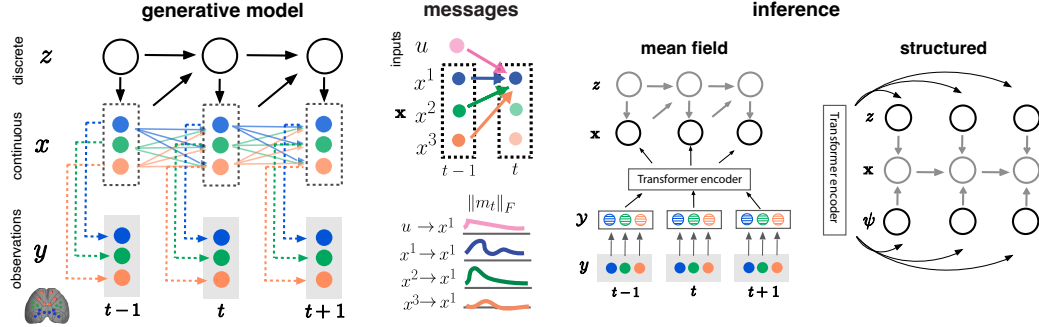 generative model
discrete
z
continuous
x
observations
y
t − 1
t
t + 1
messages
inputs
u
x¹
x
x²
x³
t − 1
t
‖m_t‖_F
u → x¹
x¹ → x¹
x² → x¹
x³ → x¹
inference
mean field
z
x
Transformer encoder
𝒴
y
t−1
t
t+1
structured
Transformer encoder
z
x
ψ